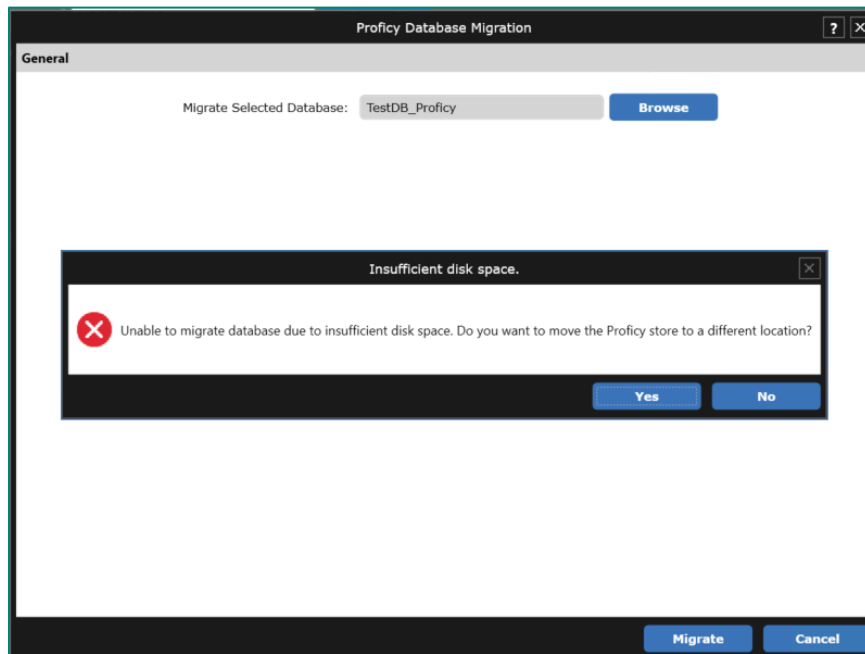 Proficy Database Migration
?
General
Migrate Selected Database: TestDB_Proficy Browse
Insufficient disk space.
Unable to migrate database due to insufficient disk space. Do you want to move the Proficy store to a different location?
Yes No
Migrate Cancel